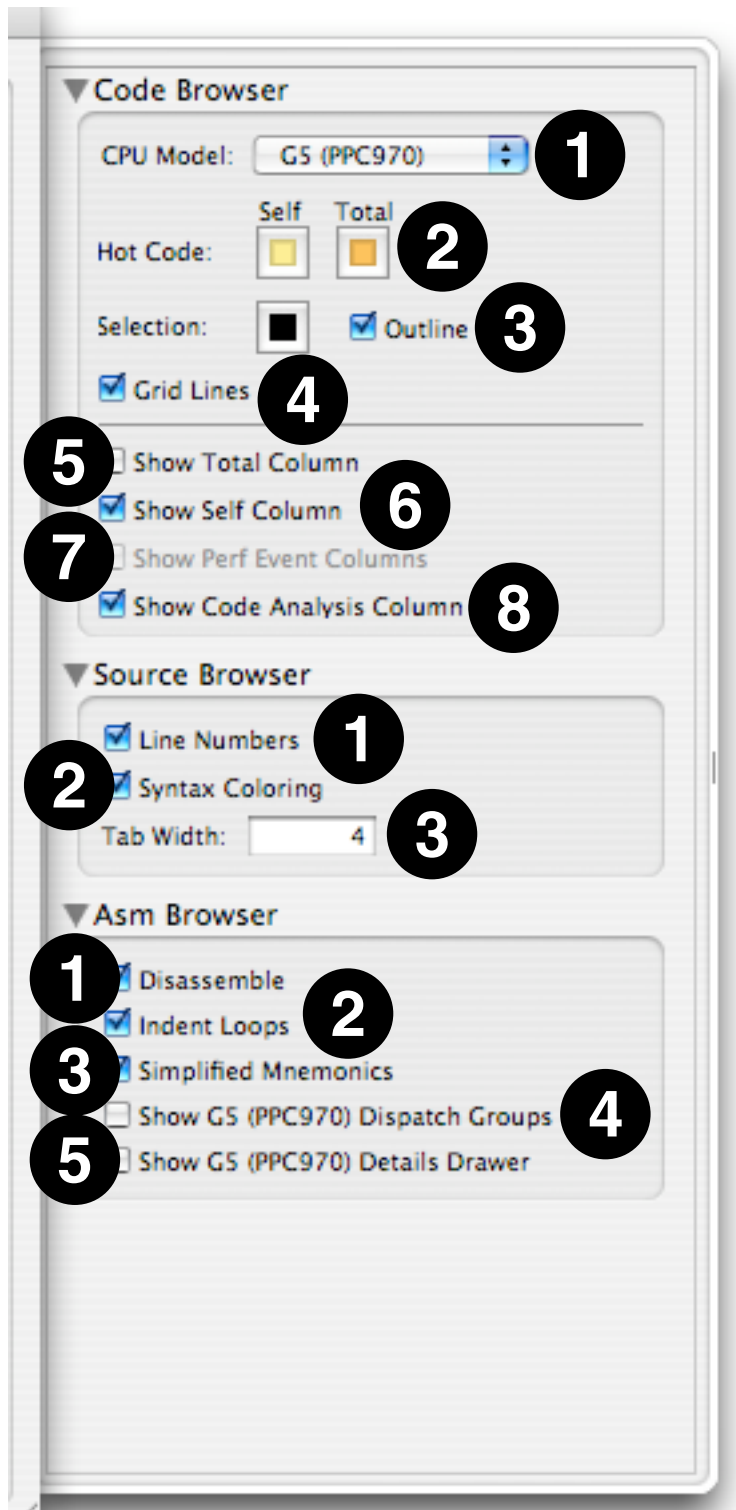 Code Browser
CPU Model: G5 (PPC970) 1
Self Total
Hot Code: 2
Selection: Outline 3
Grid Lines 4
5 Show Total Column
Show Self Column 6
7 Show Perf Event Columns
Show Code Analysis Column 8
Source Browser
Line Numbers 1
2 Syntax Coloring
Tab Width: 4 3
Asm Browser
1 Disassemble
Indent Loops 2
3 Simplified Mnemonics
Show G5 (PPC970) Dispatch Groups 4
5 Show G5 (PPC970) Details Drawer